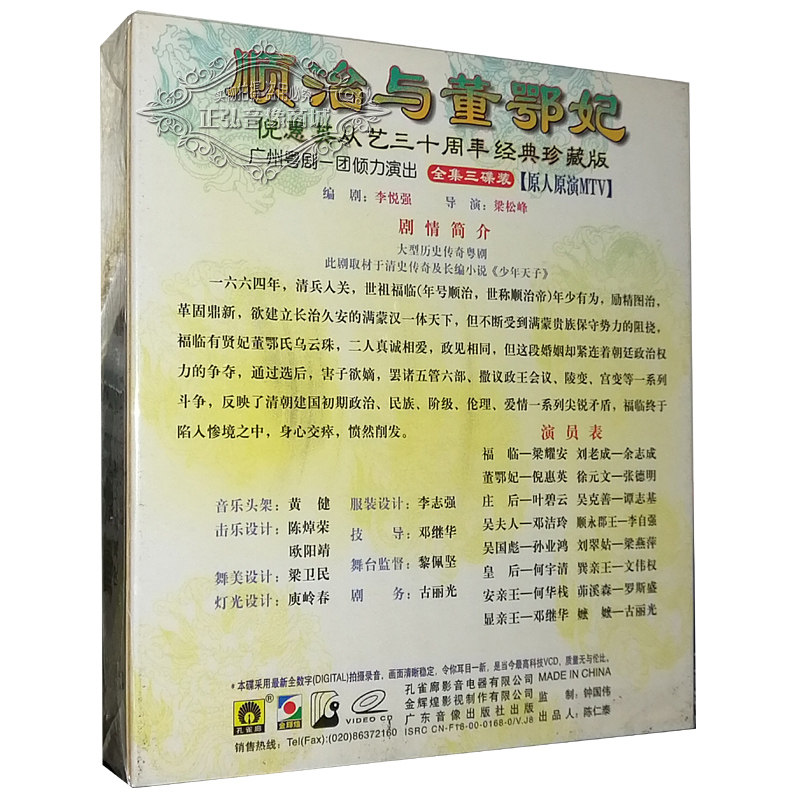 顺治与董鄂妃
正弘音像商城
倪惠英从艺三十周年经典珍藏版
广州粤剧一团倾力演出 全集三碟装【原人原演MTV】
编 剧：李悦强 导 演：梁松峰
剧情简介
大型历史传奇粤剧
此剧取材于清史传奇及长编小说《少年天子》
一六六四年，清兵入关，世祖福临(年号顺治，世称顺治帝)年少有为，励精图治，
革固鼎新，欲建立长治久安的满蒙汉一体天下，但不断受到满蒙贵族保守势力的阻挠，
福临有贤妃董鄂氏乌云珠，二人真诚相爱，政见相同，但这段婚姻却紧连着朝廷政治权
力的争夺，通过选后，害子欲嫡，罢诸五管六部、撒议政王会议、陵变、宫变等一系列
斗争，反映了清朝建国初期政治、民族、阶级、伦理、爱情一系列尖锐矛盾，福临终于
陷人惨境之中，身心交瘁，愤然削发。
演员表
福 临—梁耀安 刘老成—余志成
董鄂妃—倪惠英 徐元文—张德明
庄 后—叶碧云 吴克善—谭志基
吴夫人—邓洁玲 顺永郡王—李自强
吴国彪—孙业鸿 刘翠姑—梁燕萍
皇 后—何宇清 巽亲王—文伟权
安亲王—何华栈 茆溪森—罗斯盛
显亲王—邓继华 嬷 嬷—古丽光
音乐头架：黄 健 服装设计：李志强
击乐设计：陈焯荣 技 导：邓继华
欧阳靖 舞台监督：黎佩坚
舞美设计：梁卫民 剧 务：古丽光
灯光设计：庾岭春
*本碟采用最新全数字(DIGITAL)拍摄录音，画面清晰稳定，令你耳目一新，是当今最高科技VCD，质量无与伦比。
孔雀廊 ® 金辉煌 VIDEO CD
孔雀廊影音电器有限公司 MADE IN CHINA
金辉煌影视制作有限公司 监 制：钟国伟
广东音像出版社出版 出品人：陈仁泰
销售热线：Tel(Fax):(020)86372160 ISRC CN-F18-00-0168-0/V.J8